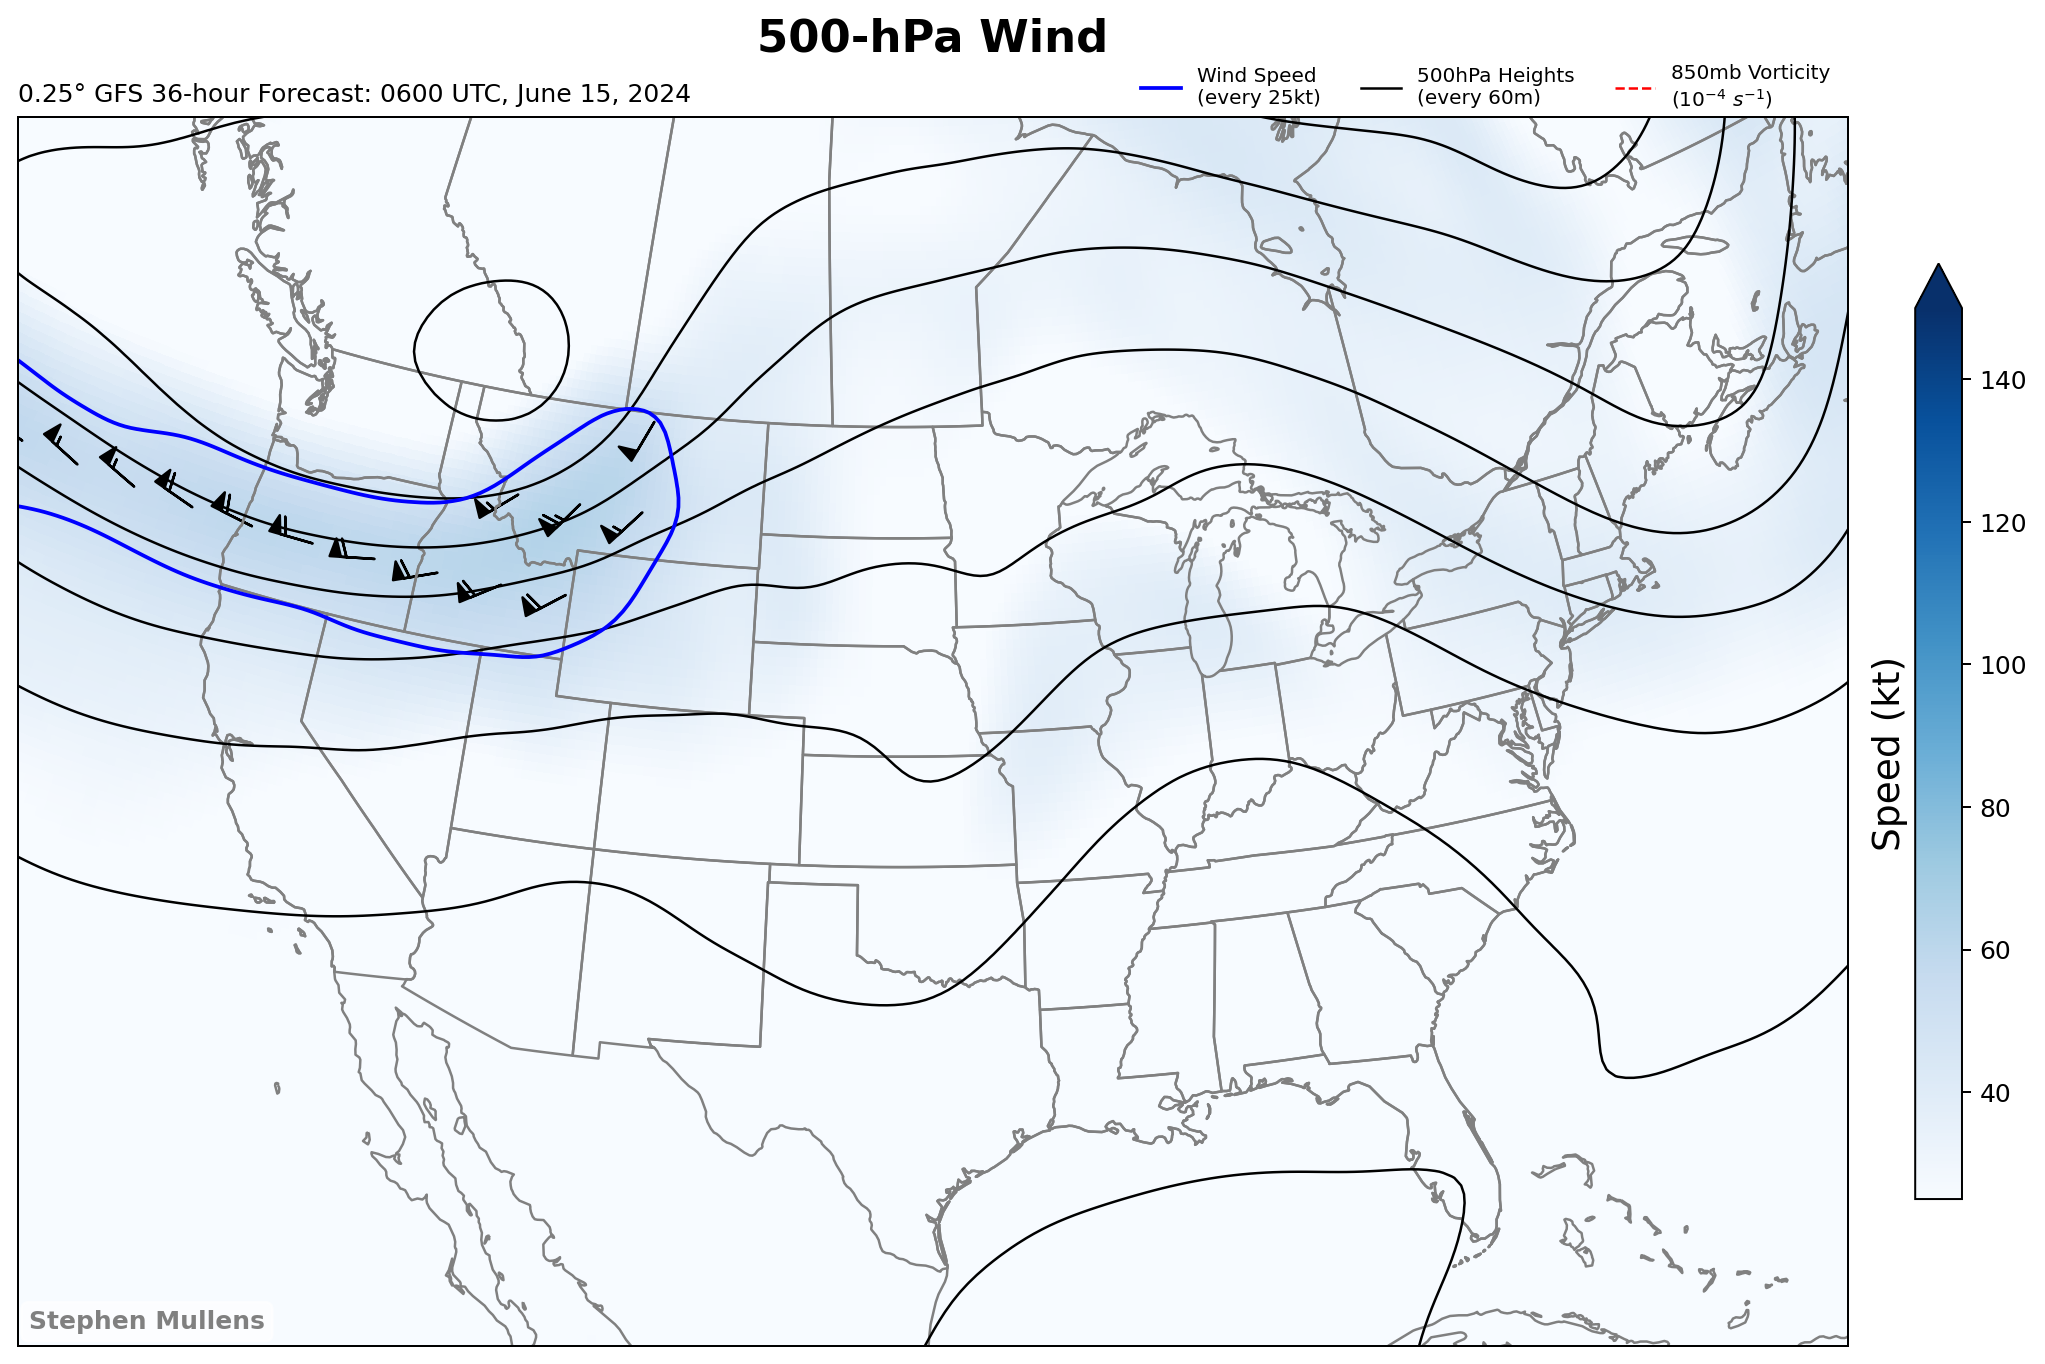 500-hPa Wind
0.25° GFS 36-hour Forecast: 0600 UTC, June 15, 2024
Wind Speed
(every 25kt)
500hPa Heights
(every 60m)
850mb Vorticity
(10⁻⁴ s⁻¹)
140
120
100
80
60
40
Speed (kt)
Stephen Mullens